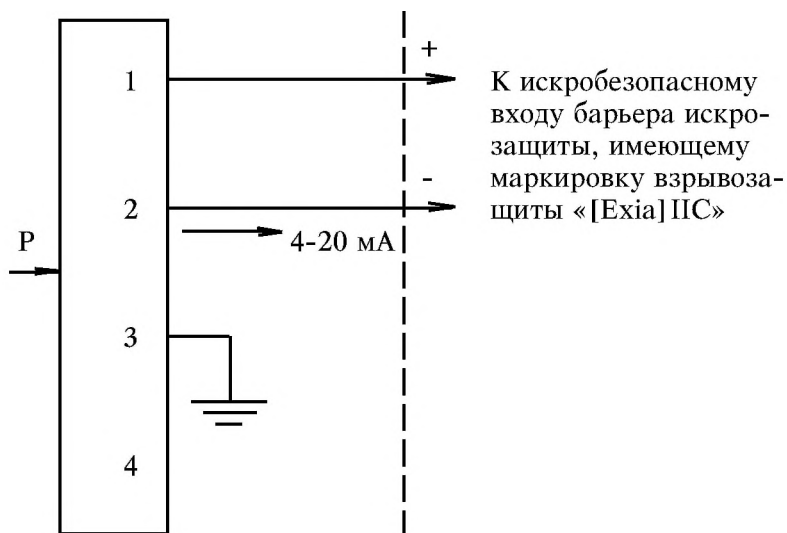 1
+
К искробезопасному
входу барьера искро-
защиты, имеющему
маркировку взрывоза-
щиты «[Exia] IIC»
2
-
P
4-20 мА
3
4